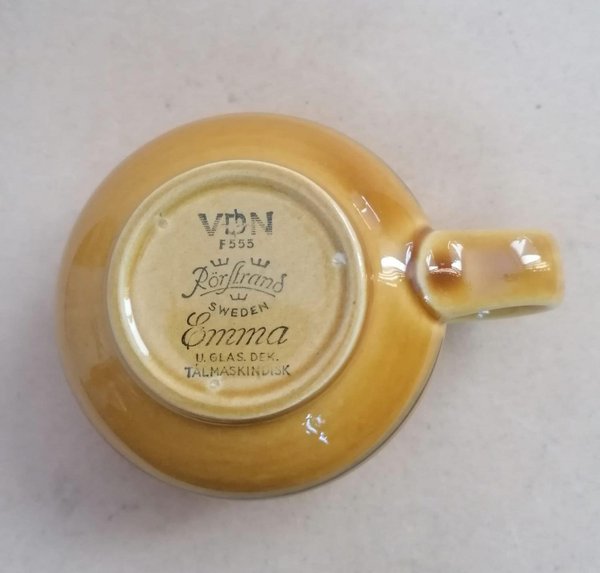 VDN
F555
Rörstrand
SWEDEN
Emma
U. GLAS. DEK.
TÅLMASKINDISK